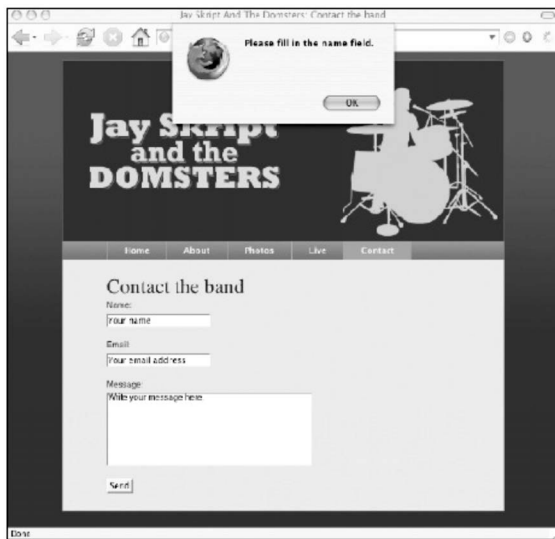 Jay Skript And The Domsters: Contact the band
Please fill in the name field.
OK
Jay Skript
and the
DOMSTERS
Home About Photos Live Contact
Contact the band
Name:
Your name
Email:
Your email address
Message:
Write your message here
Send
Done